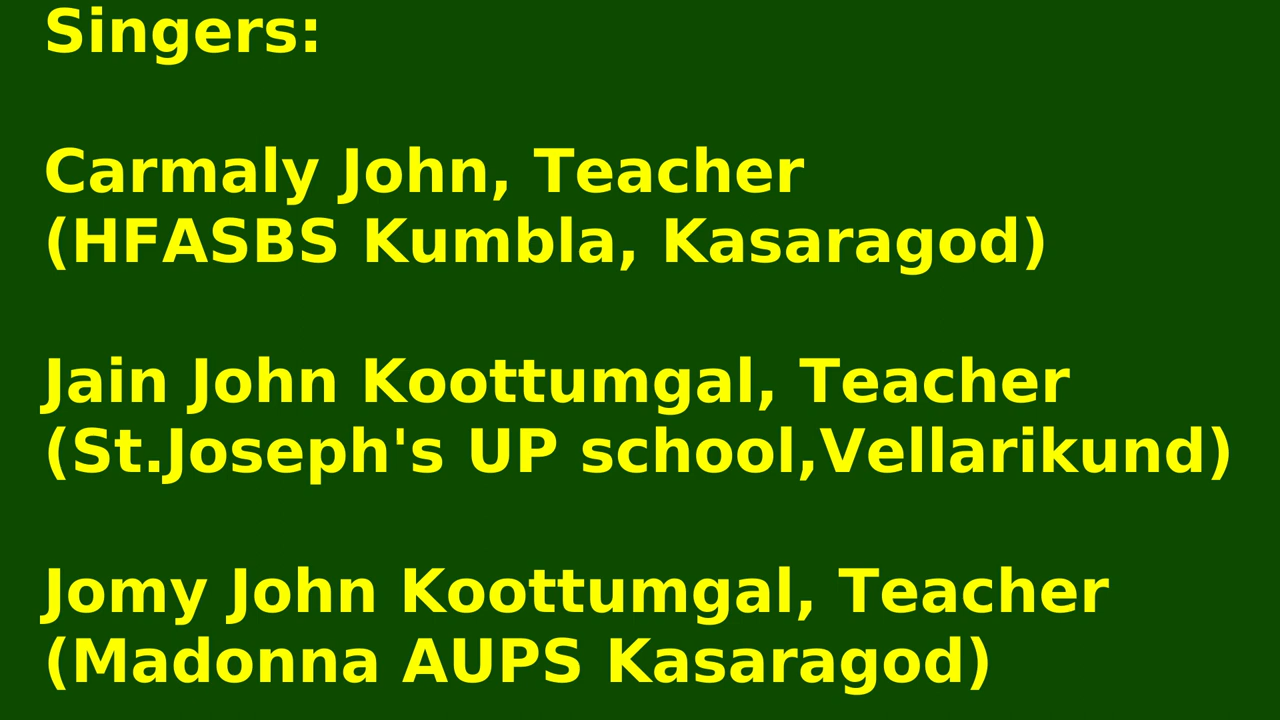 Singers:
Carmaly John, Teacher
(HFASBS Kumbla, Kasaragod)
Jain John Koottumgal, Teacher
(St.Joseph's UP school,Vellarikund)
Jomy John Koottumgal, Teacher
(Madonna AUPS Kasaragod)